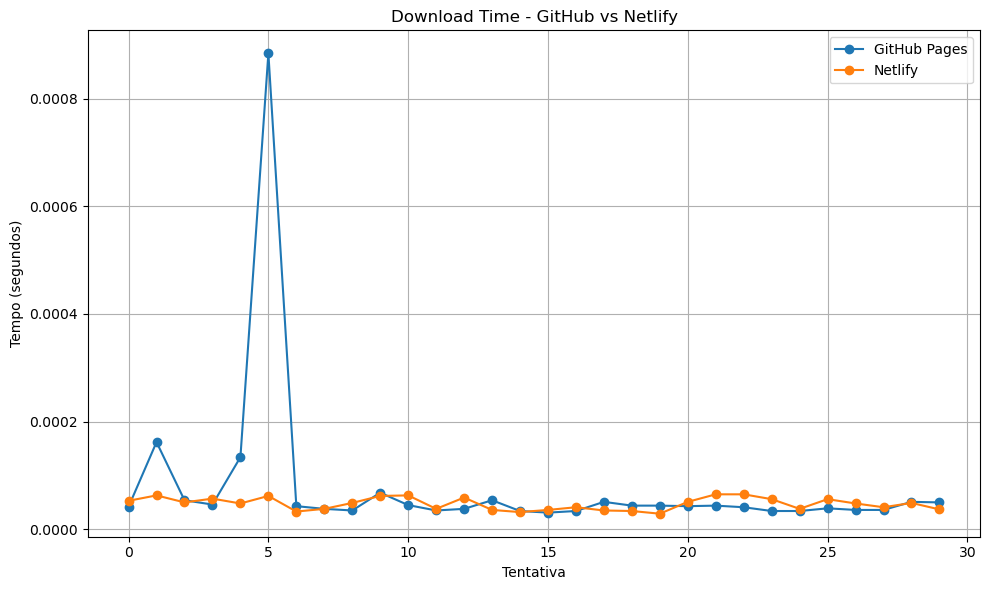 Download Time - GitHub vs Netlify
GitHub Pages
Netlify
Tempo (segundos)
0.0008
0.0006
0.0004
0.0002
0.0000
0 5 10 15 20 25 30
Tentativa